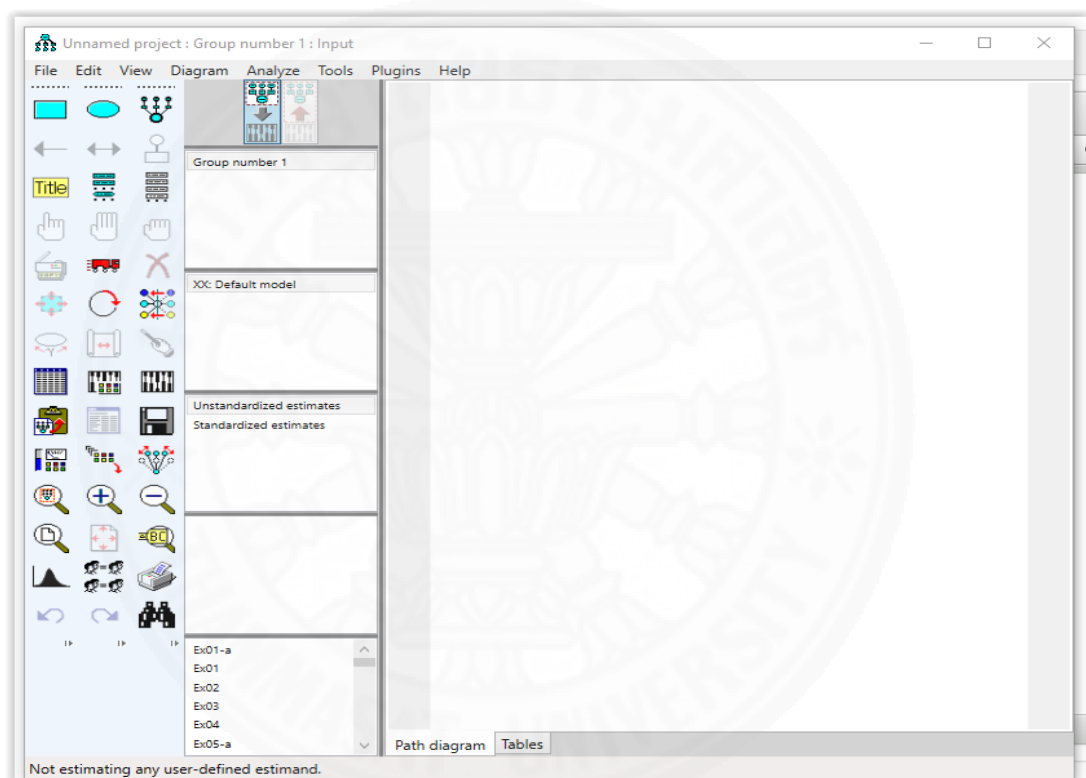 Unnamed project : Group number 1 : Input
File Edit View Diagram Analyze Tools Plugins Help
Title
Group number 1
XX: Default model
Unstandardized estimates
Standardized estimates
Ex01-a
Ex01
Ex02
Ex03
Ex04
Ex05-a
Path diagram Tables
Not estimating any user-defined estimand.